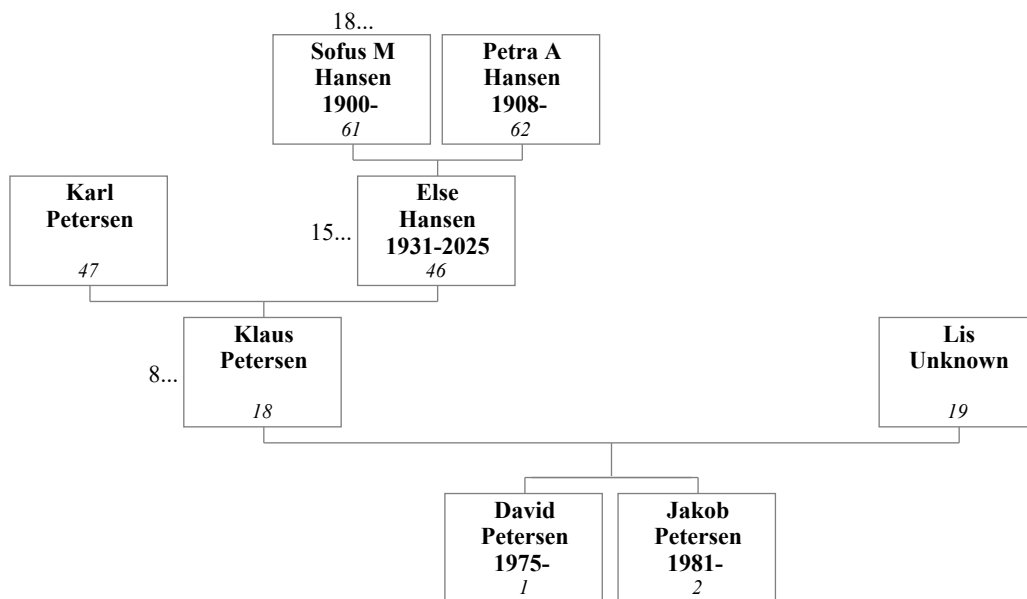 18...
Sofus M
Hansen
1900-
61
Petra A
Hansen
1908-
62
Karl
Petersen
47
15...
Else
Hansen
1931-2025
46
8...
Klaus
Petersen
18
Lis
Unknown
19
David
Petersen
1975-
1
Jakob
Petersen
1981-
2